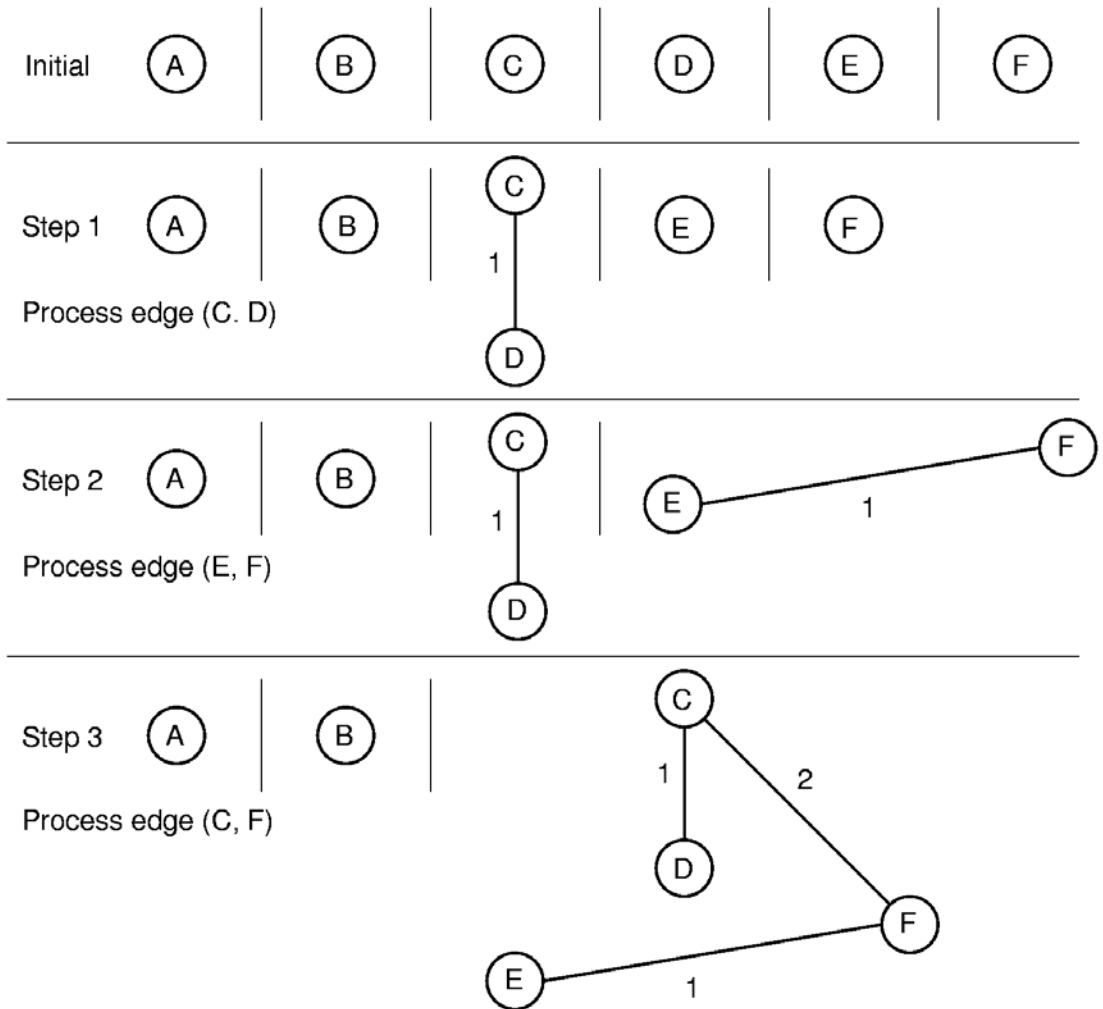 Initial A B C D E F
C
Step 1 A B E F
1
Process edge (C. D)
D
C F
Step 2 A B E
1 1
Process edge (E, F)
D
C
Step 3 A B
1 2
Process edge (C, F)
D
F
E
1